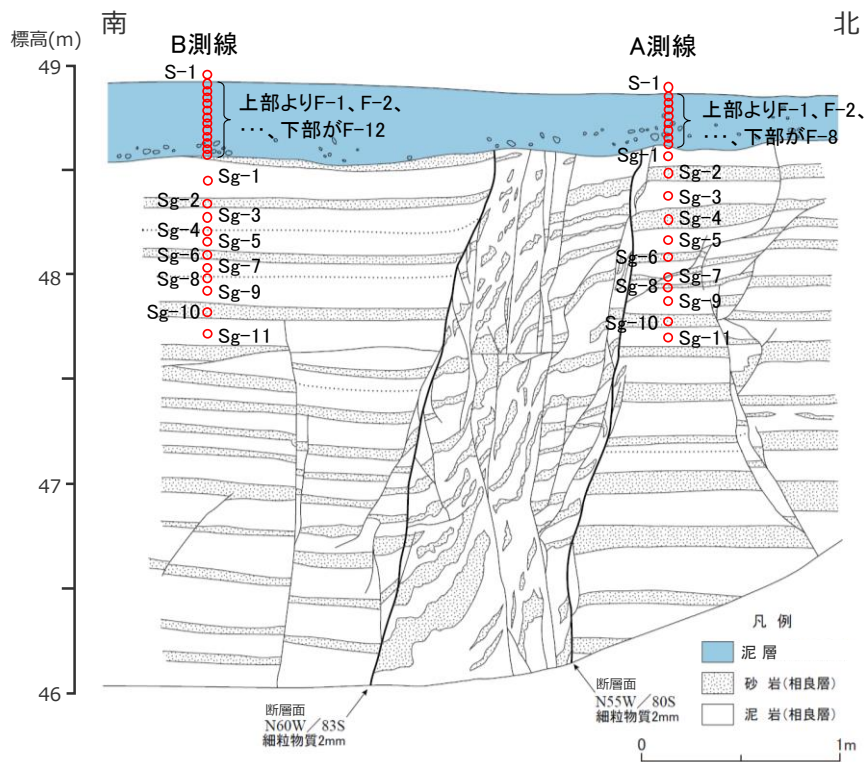 南
北
標高(m)
B測線
A測線
49
48
47
46
S-1
上部よりF-1、F-2、
…、下部がF-12
Sg-1
Sg-2
Sg-3
Sg-4
Sg-5
Sg-6
Sg-7
Sg-8
Sg-9
Sg-10
Sg-11
S-1
上部よりF-1、F-2、
…、下部がF-8
Sg-1
Sg-2
Sg-3
Sg-4
Sg-5
Sg-6
Sg-7
Sg-8
Sg-9
Sg-10
Sg-11
断層面
N60W/83S
細粒物質2mm
断層面
N55W/80S
細粒物質2mm
凡 例
泥 層
砂 岩(相良層)
泥 岩(相良層)
0 1m